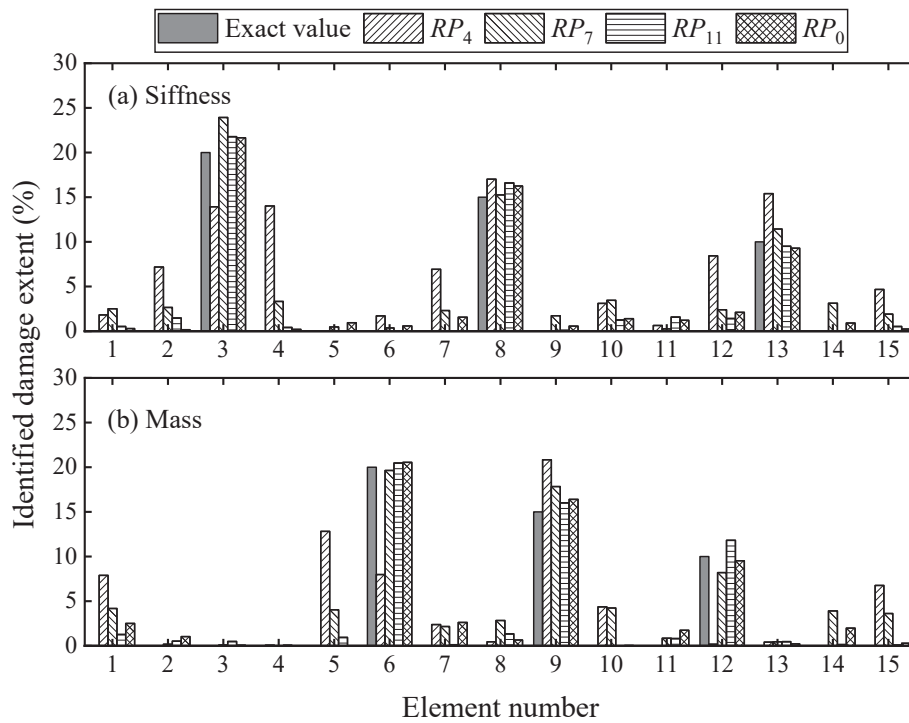 Exact value RP4 RP7 RP11 RP0
30
(a) Siffness
25
20
15
10
5
0
1 2 3 4 5 6 7 8 9 10 11 12 13 14 15
Identified damage extent (%)
30
(b) Mass
25
20
15
10
5
0
1 2 3 4 5 6 7 8 9 10 11 12 13 14 15
Element number